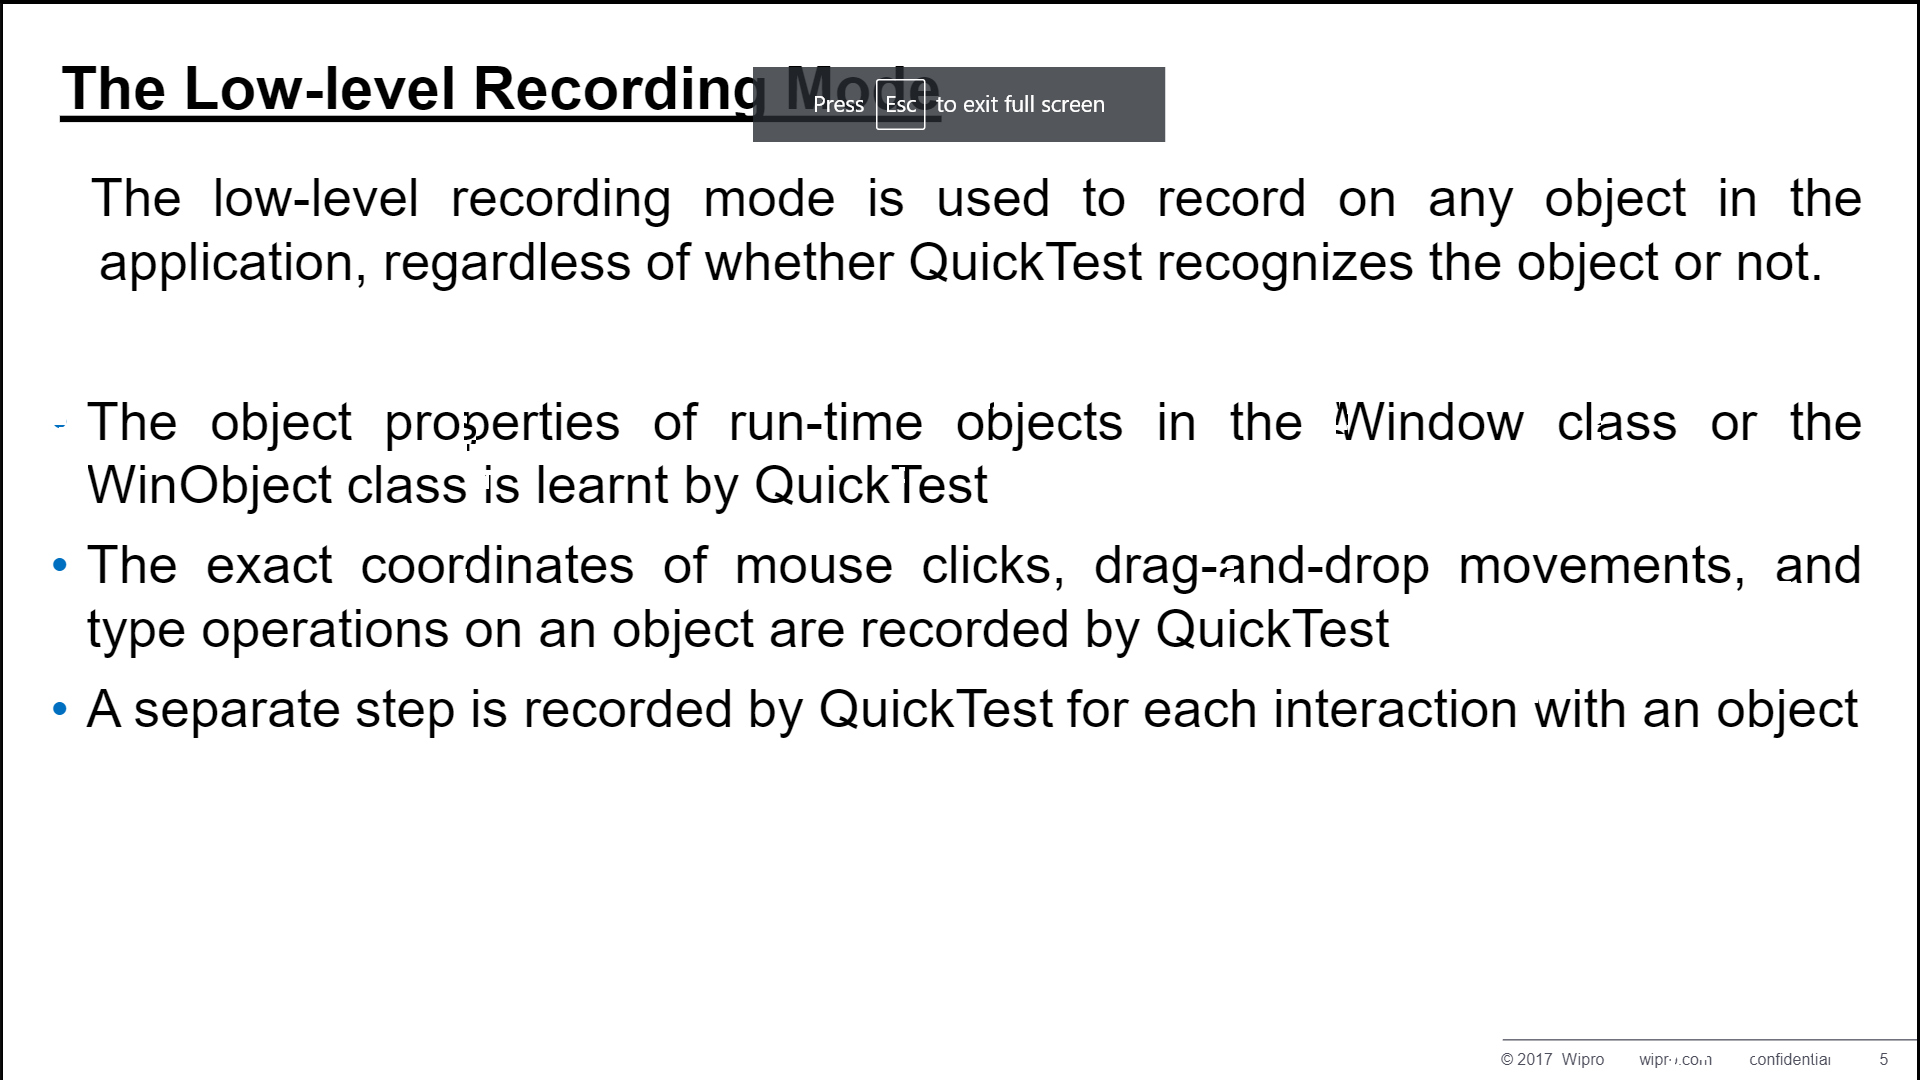 The Low-level Recording Mode
Press Esc to exit full screen
The low-level recording mode is used to record on any object in the
application, regardless of whether QuickTest recognizes the object or not.
The object properties of run-time objects in the Window class or the
WinObject class is learnt by QuickTest
• The exact coordinates of mouse clicks, drag-and-drop movements, and
type operations on an object are recorded by QuickTest
• A separate step is recorded by QuickTest for each interaction with an object
© 2017 Wipro wipro.com confidential 5